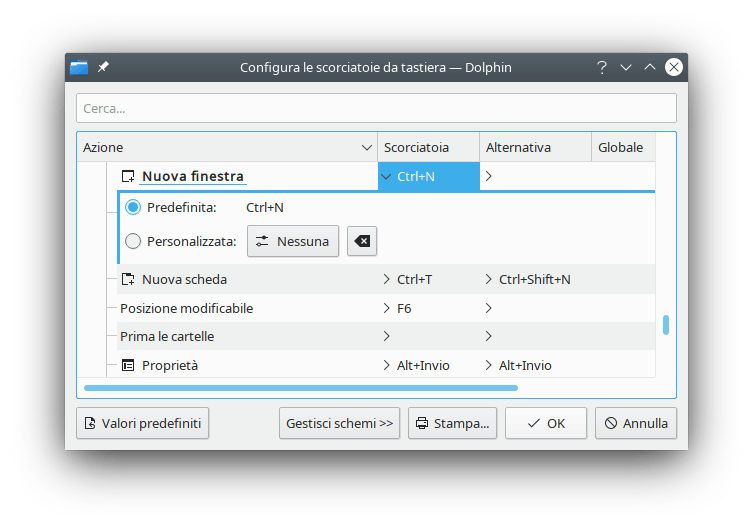 Configura le scorciatoie da tastiera — Dolphin
Cerca...
Azione Scorciatoia Alternativa Globale
Nuova finestra Ctrl+N
Predefinita: Ctrl+N
Personalizzata: Nessuna
Nuova scheda Ctrl+T Ctrl+Shift+N
Posizione modificabile F6
Prima le cartelle
Proprietà Alt+Invio Alt+Invio
Valori predefiniti Gestisci schemi >> Stampa... OK Annulla